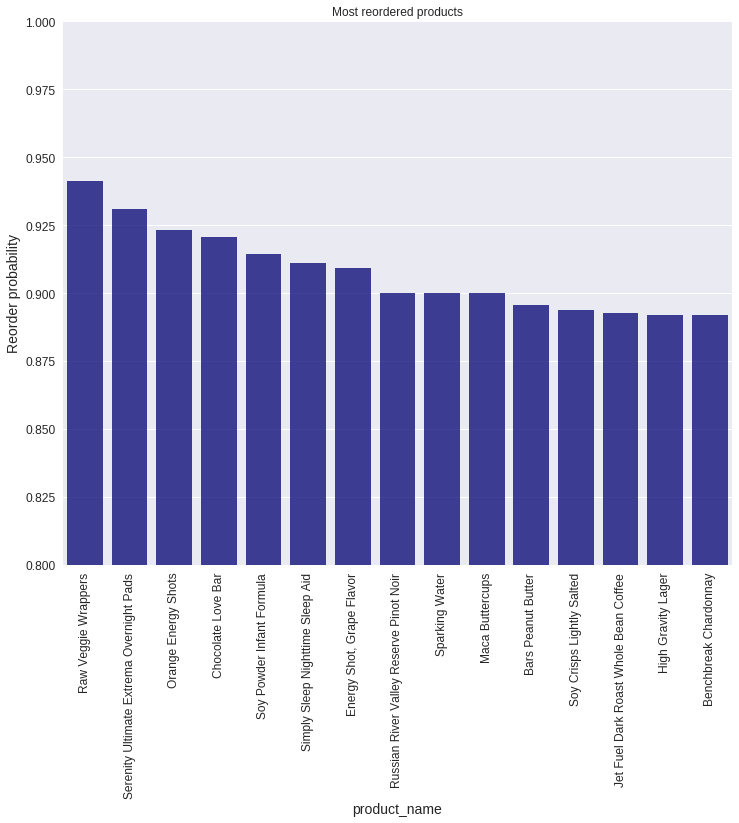 Most reordered products
1.000
0.975
0.950
0.925
0.900
0.875
0.850
0.825
0.800
Reorder probability
Raw Veggie Wrappers
Serenity Ultimate Extrema Overnight Pads
Orange Energy Shots
Chocolate Love Bar
Soy Powder Infant Formula
Simply Sleep Nighttime Sleep Aid
Energy Shot, Grape Flavor
Russian River Valley Reserve Pinot Noir
Sparking Water
Maca Buttercups
Bars Peanut Butter
Soy Crisps Lightly Salted
Jet Fuel Dark Roast Whole Bean Coffee
High Gravity Lager
Benchbreak Chardonnay
product_name